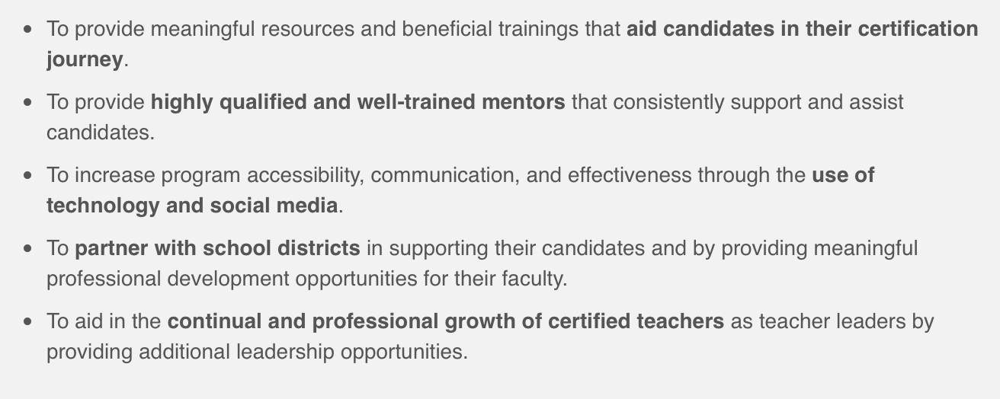 • To provide meaningful resources and beneficial trainings that aid candidates in their certification
journey.
• To provide highly qualified and well-trained mentors that consistently support and assist
candidates.
• To increase program accessibility, communication, and effectiveness through the use of
technology and social media.
• To partner with school districts in supporting their candidates and by providing meaningful
professional development opportunities for their faculty.
• To aid in the continual and professional growth of certified teachers as teacher leaders by
providing additional leadership opportunities.